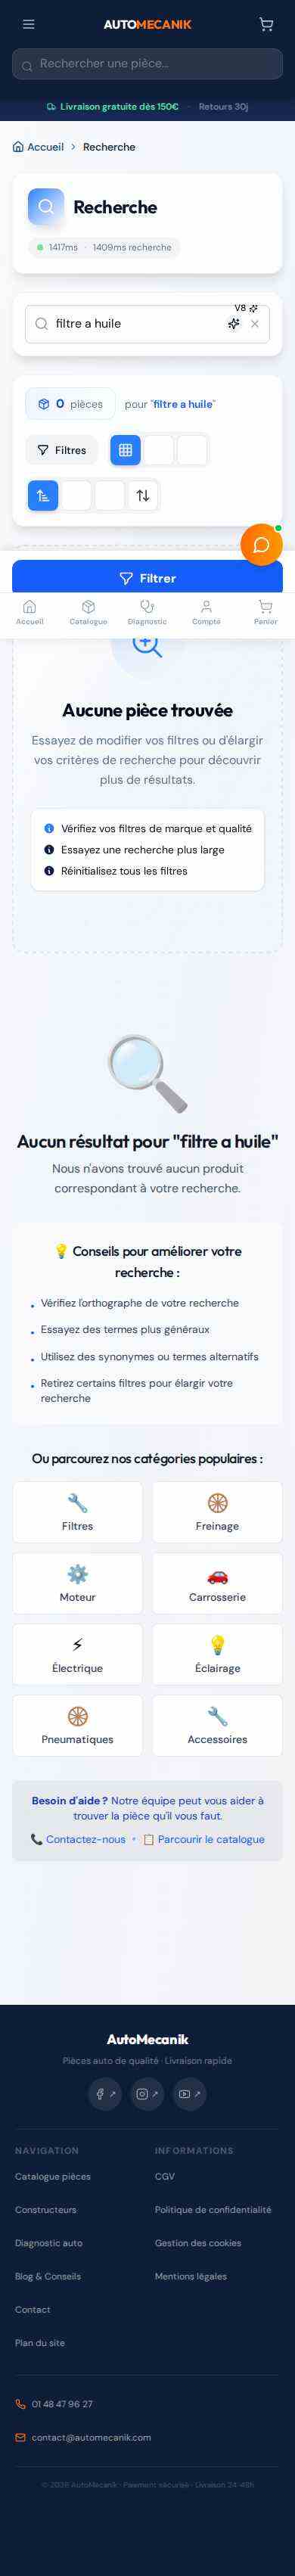 AUTOMECANIK
Rechercher une pièce...
Livraison gratuite dès 150€ · Retours 30j
Accueil > Recherche
Recherche
1417ms · 1409ms recherche
V8
filtre a huile
0 pièces pour "filtre a huile"
Filtres
Filtrer
Accueil Catalogue Diagnostic Compte Panier
Aucune pièce trouvée
Essayez de modifier vos filtres ou d'élargir
vos critères de recherche pour découvrir
plus de résultats.
Vérifiez vos filtres de marque et qualité
Essayez une recherche plus large
Réinitialisez tous les filtres
Aucun résultat pour "filtre a huile"
Nous n'avons trouvé aucun produit
correspondant à votre recherche.
💡 Conseils pour améliorer votre
recherche :
• Vérifiez l'orthographe de votre recherche
• Essayez des termes plus généraux
• Utilisez des synonymes ou termes alternatifs
• Retirez certains filtres pour élargir votre
recherche
Ou parcourez nos catégories populaires :
Filtres
Freinage
Moteur
Carrosserie
Électrique
Éclairage
Pneumatiques
Accessoires
Besoin d'aide ? Notre équipe peut vous aider à
trouver la pièce qu'il vous faut.
📞 Contactez-nous • 📋 Parcourir le catalogue
AutoMecanik
Pièces auto de qualité · Livraison rapide
↗ ↗ ↗
NAVIGATION
Catalogue pièces
Constructeurs
Diagnostic auto
Blog & Conseils
Contact
Plan du site
INFORMATIONS
CGV
Politique de confidentialité
Gestion des cookies
Mentions légales
01 48 47 96 27
contact@automecanik.com
© 2026 AutoMecanik · Paiement sécurisé · Livraison 24-48h